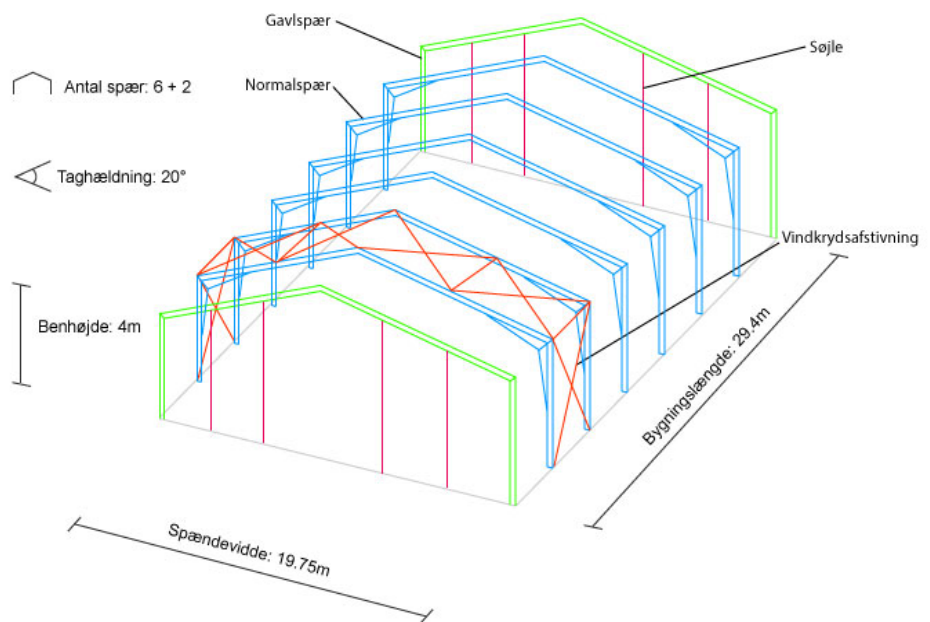 Gavlspær
Søjle
Antal spær: 6 + 2
Normalspær
Taghældning: 20°
Vindkrydsafstivning
Benhøjde: 4m
Bygningslængde: 29.4m
Spændevidde: 19.75m